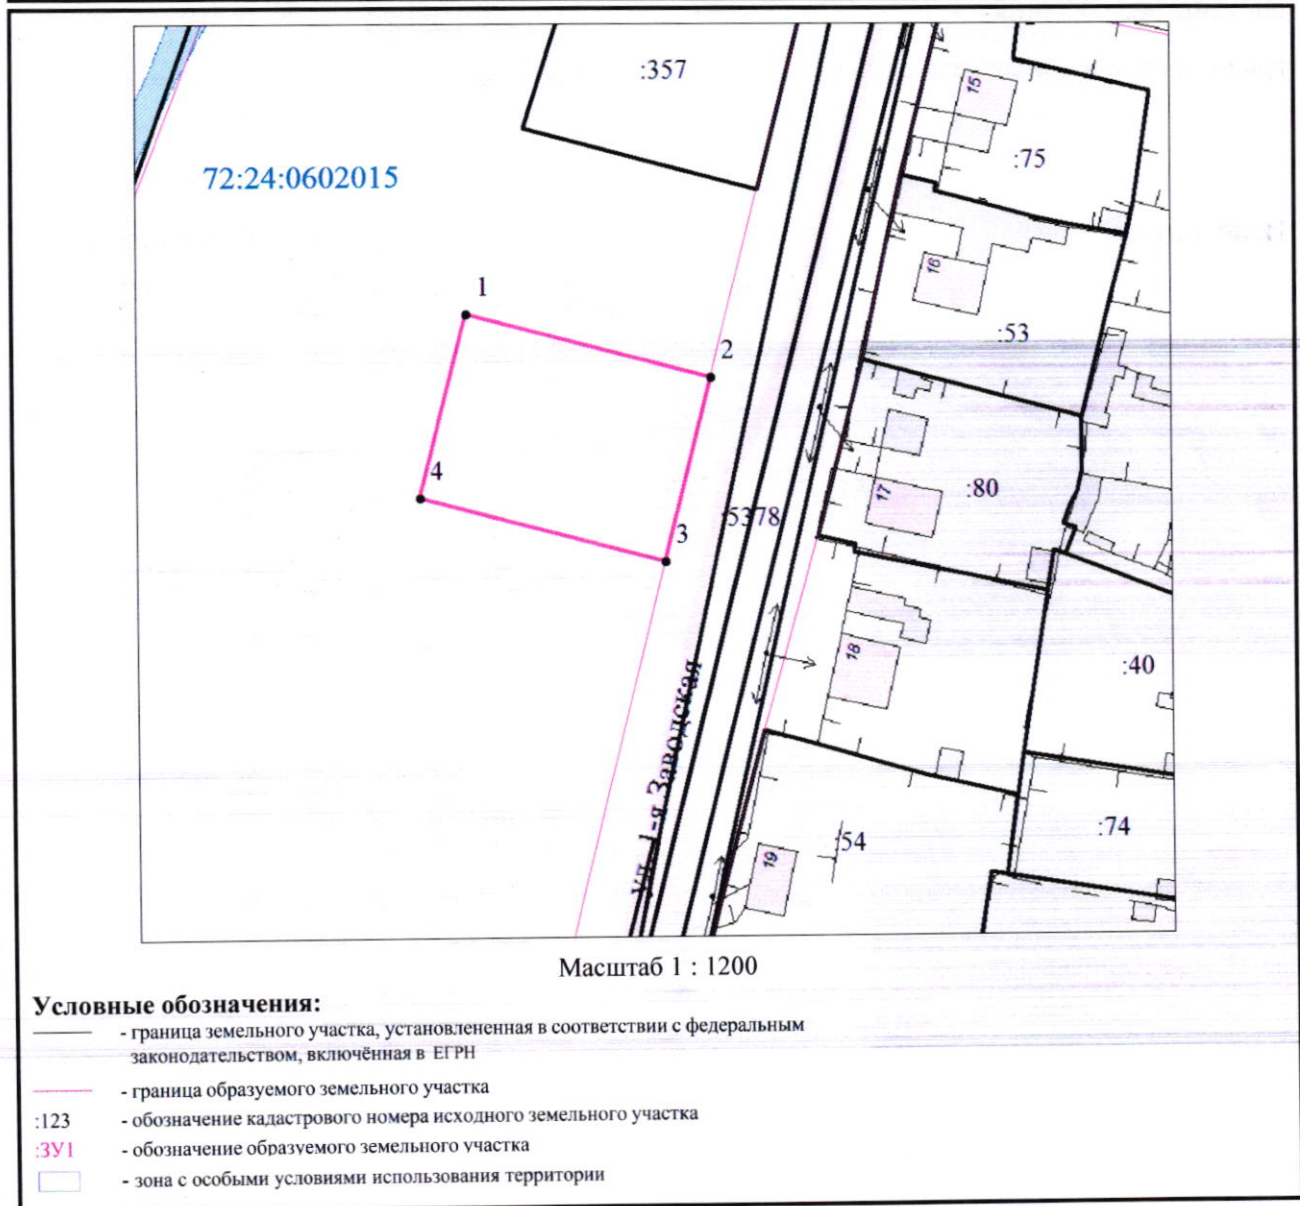 :357
15
:75
72:24:0602015
16
1
:53
2
4
17
:80
:5378
3
18
:40
ул. 1-я Заводская
:74
:54
19
Масштаб 1 : 1200
Условные обозначения:
- граница земельного участка, установлененная в соответствии с федеральным
законодательством, включённая в ЕГРН
- граница образуемого земельного участка
:123 - обозначение кадастрового номера исходного земельного участка
:ЗУ1 - обозначение образуемого земельного участка
- зона с особыми условиями использования территории